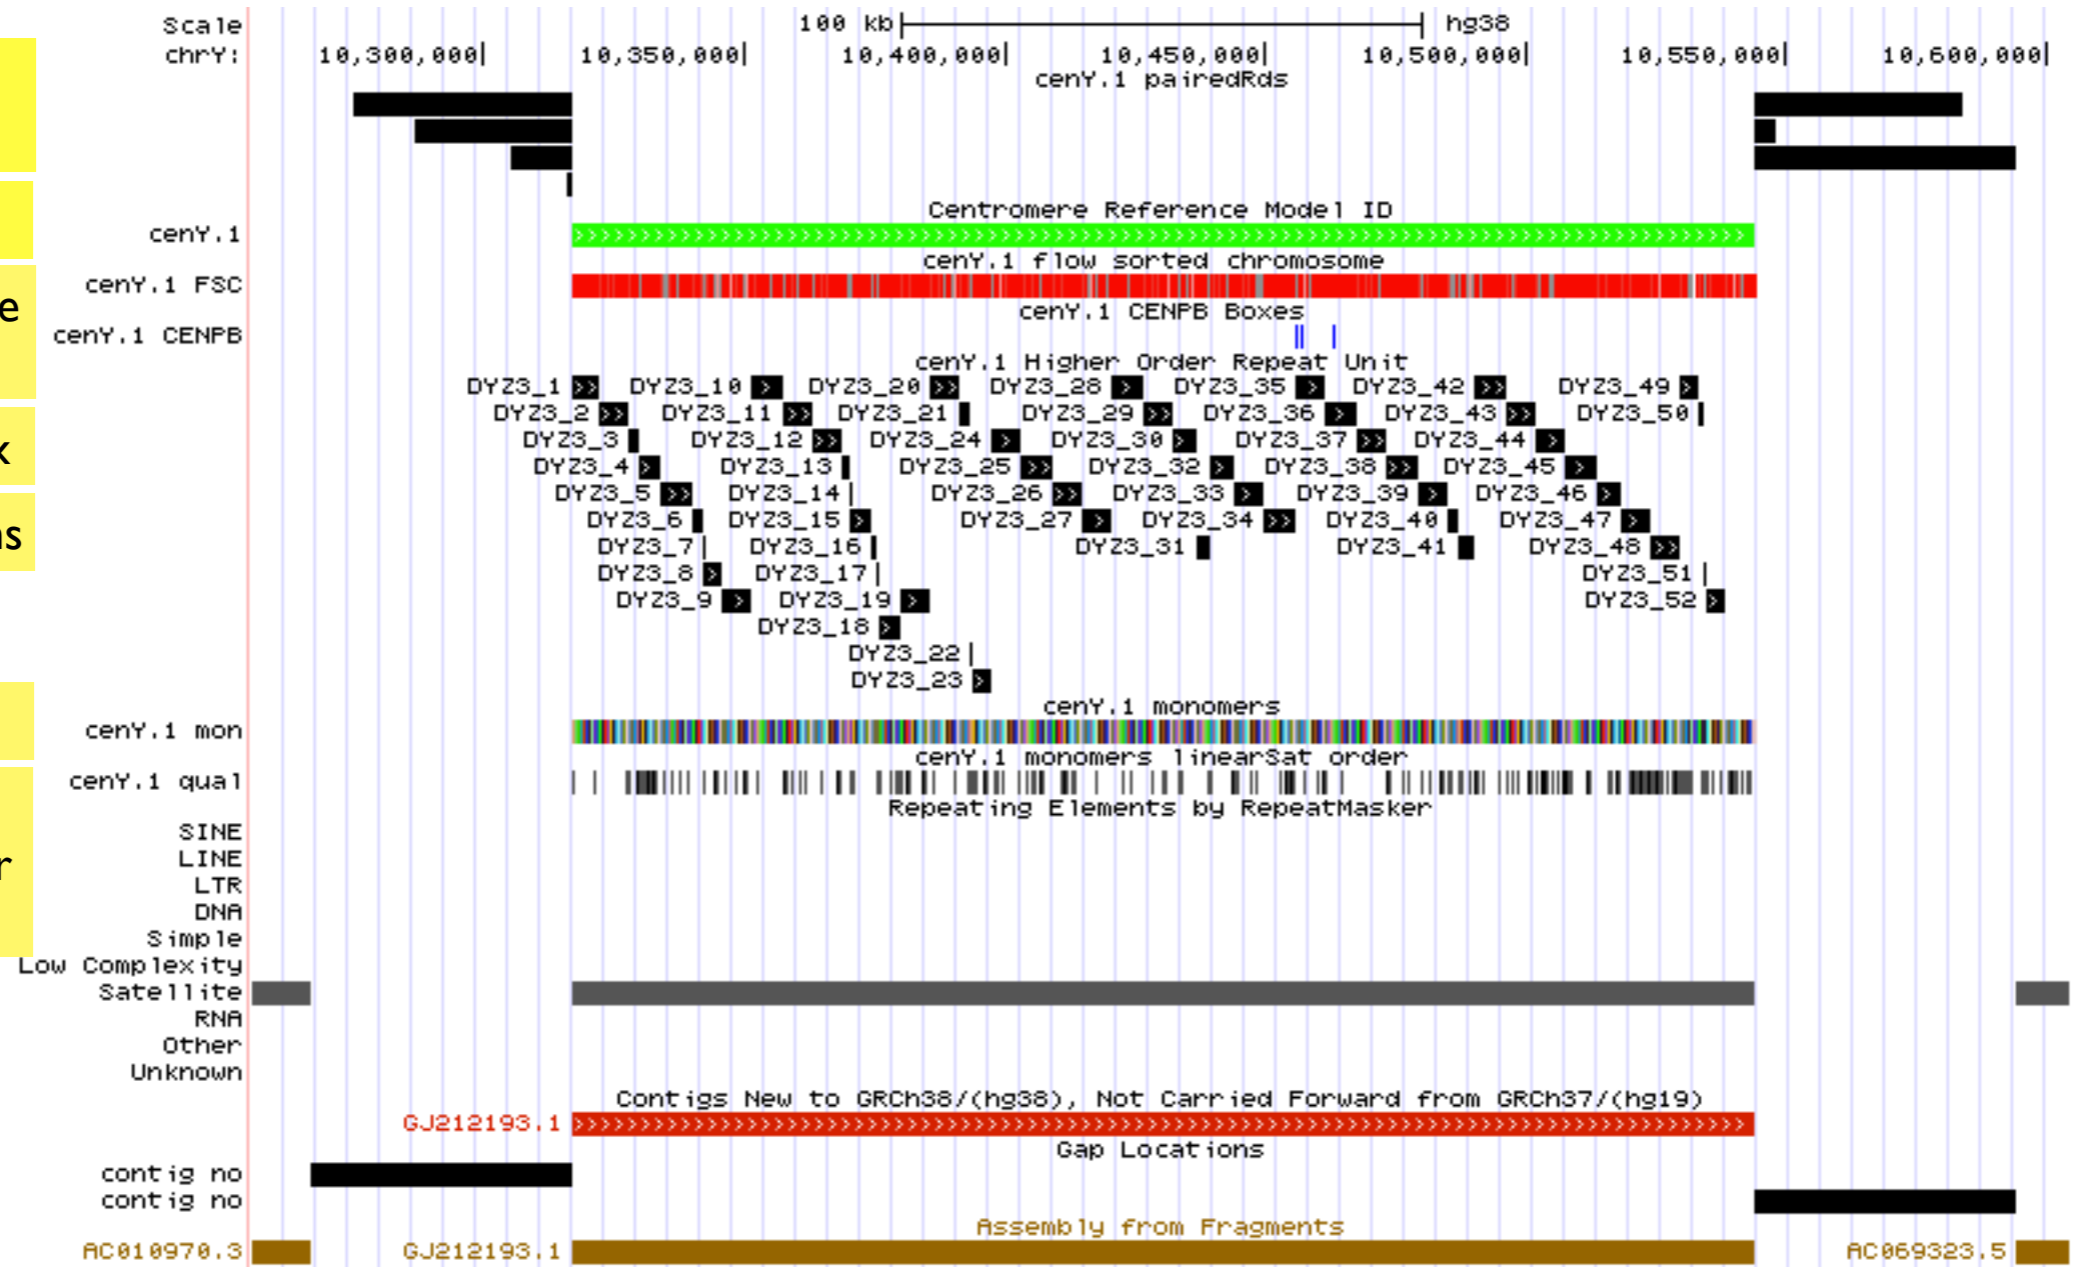 Scale 100 kb hg38
chrY: 10,300,000| 10,350,000| 10,400,000| 10,450,000| 10,500,000| 10,550,000| 10,600,000|
cenY.1 pairedRds
Centromere Reference Model ID
cenY.1
cenY.1 flow sorted chromosome
cenY.1 FSC
e
cenY.1 CENPB Boxes
cenY.1 CENPB
cenY.1 Higher Order Repeat Unit
DYZ3_1 DYZ3_10 DYZ3_20 DYZ3_28 DYZ3_35 DYZ3_42 DYZ3_49
DYZ3_2 DYZ3_11 DYZ3_21 DYZ3_29 DYZ3_36 DYZ3_43 DYZ3_50
k DYZ3_3 DYZ3_12 DYZ3_24 DYZ3_30 DYZ3_37 DYZ3_44
DYZ3_4 DYZ3_13 DYZ3_25 DYZ3_32 DYZ3_38 DYZ3_45
DYZ3_5 DYZ3_14 DYZ3_26 DYZ3_33 DYZ3_39 DYZ3_46
DYZ3_6 DYZ3_15 DYZ3_27 DYZ3_34 DYZ3_40 DYZ3_47
DYZ3_7 DYZ3_16 DYZ3_31 DYZ3_41 DYZ3_48
DYZ3_8 DYZ3_17 DYZ3_51
DYZ3_9 DYZ3_19 DYZ3_52
DYZ3_18
DYZ3_22
DYZ3_23
cenY.1 monomers
cenY.1 mon
cenY.1 monomers linearSat order
cenY.1 qual
Repeating Elements by RepeatMasker
SINE
LINE
r
LTR
DNA
Simple
Low Complexity
Satellite
RNA
Other
Unknown
Contigs New to GRCh38/(hg38), Not Carried Forward from GRCh37/(hg19)
GJ212193.1
Gap Locations
contig no
contig no
Assembly from Fragments
AC010970.3 GJ212193.1 AC069323.5